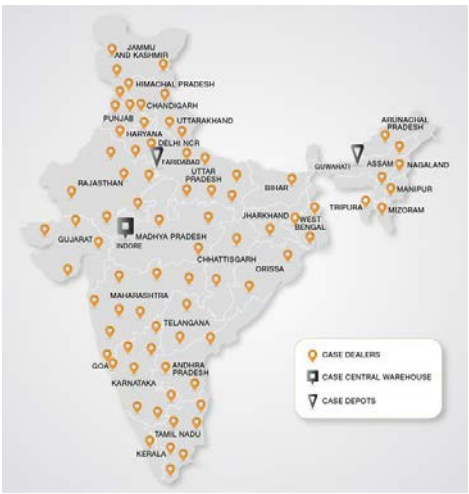 JAMMU
AND KASHMIR
HIMACHAL PRADESH
CHANDIGARH
PUNJAB
UTTARAKHAND
HARYANA
DELHI NCR
FARIDABAD
UTTAR
PRADESH
RAJASTHAN
BIHAR
ARUNACHAL
PRADESH
GUWAHATI
ASSAM
NAGALAND
MANIPUR
TRIPURA
MIZORAM
JHARKHAND
WEST
BENGAL
GUJARAT
INDORE
MADHYA PRADESH
CHHATTISGARH
ORISSA
MAHARASHTRA
TELANGANA
GOA
ANDHRA
PRADESH
KARNATAKA
TAMIL NADU
KERALA
CASE DEALERS
CASE CENTRAL WAREHOUSE
CASE DEPOTS